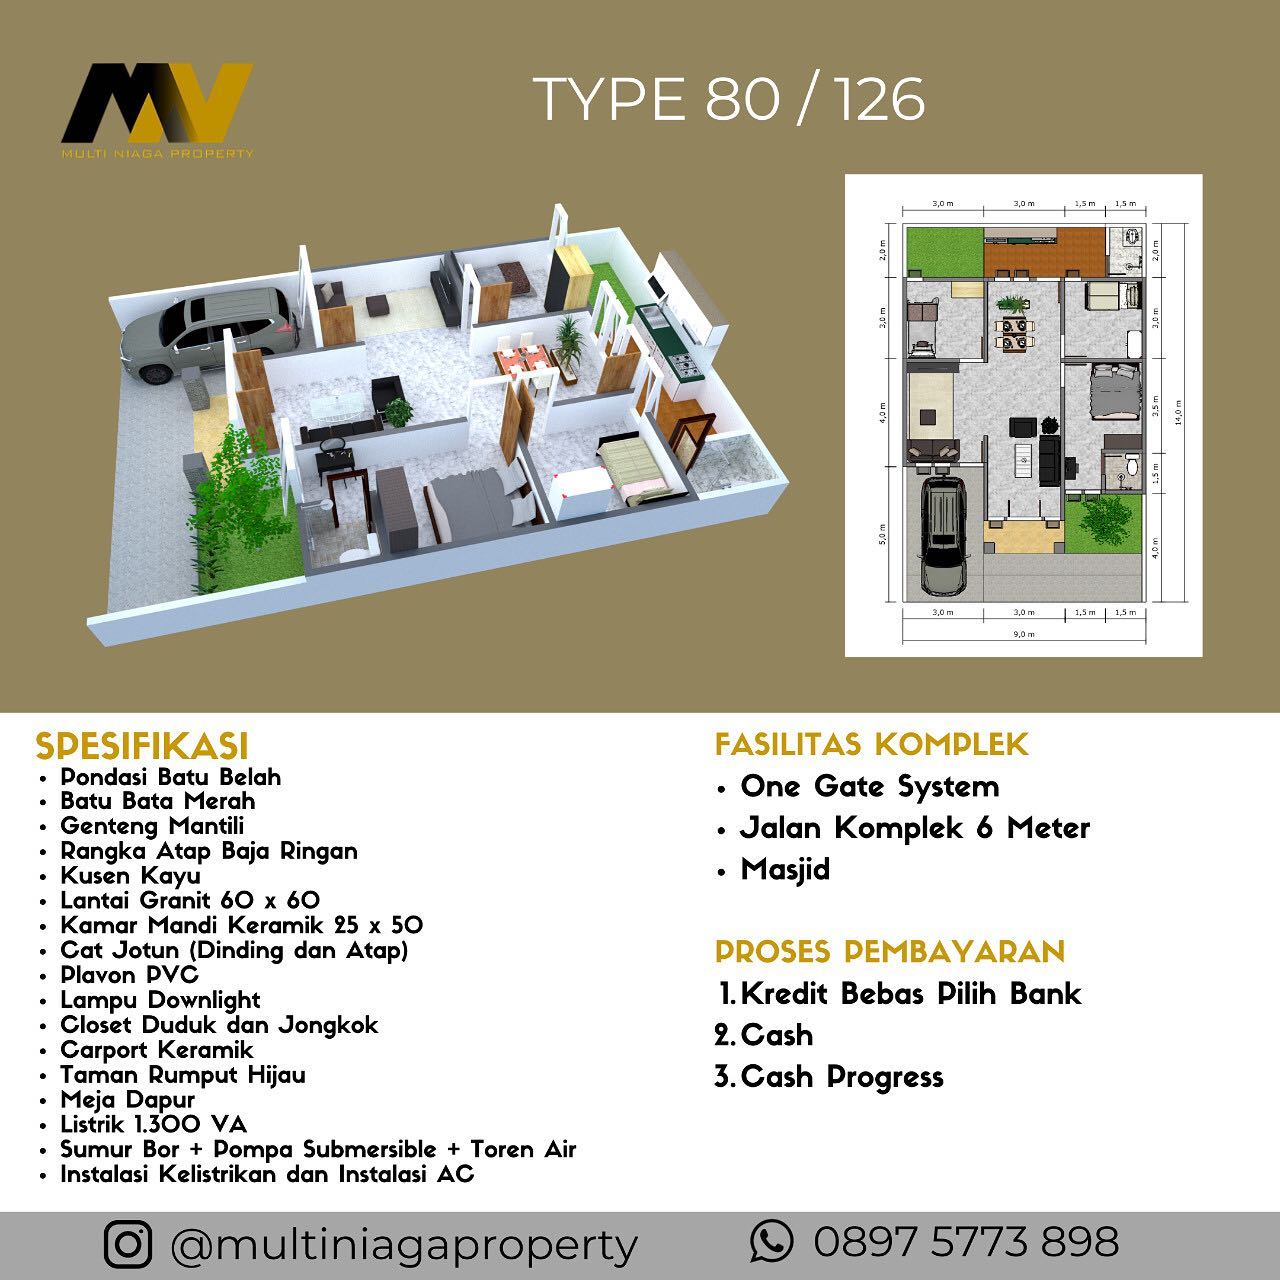 MULTI NIAGA PROPERTY
TYPE 80 / 126
3,0 m
3,0 m
1,5 m
1,5 m
2,0 m
3,0 m
4,0 m
5,0 m
2,0 m
3,0 m
3,5 m
1,5 m
4,0 m
14,0 m
3,0 m
3,0 m
1,5 m
1,5 m
9,0 m
SPESIFIKASI
• Pondasi Batu Belah
• Batu Bata Merah
• Genteng Mantili
• Rangka Atap Baja Ringan
• Kusen Kayu
• Lantai Granit 60 x 60
• Kamar Mandi Keramik 25 x 50
• Cat Jotun (Dinding dan Atap)
• Plavon PVC
• Lampu Downlight
• Closet Duduk dan Jongkok
• Carport Keramik
• Taman Rumput Hijau
• Meja Dapur
• Listrik 1.300 VA
• Sumur Bor + Pompa Submersible + Toren Air
• Instalasi Kelistrikan dan Instalasi AC
FASILITAS KOMPLEK
• One Gate System
• Jalan Komplek 6 Meter
• Masjid
PROSES PEMBAYARAN
1. Kredit Bebas Pilih Bank
2. Cash
3. Cash Progress
@multiniagaproperty
0897 5773 898